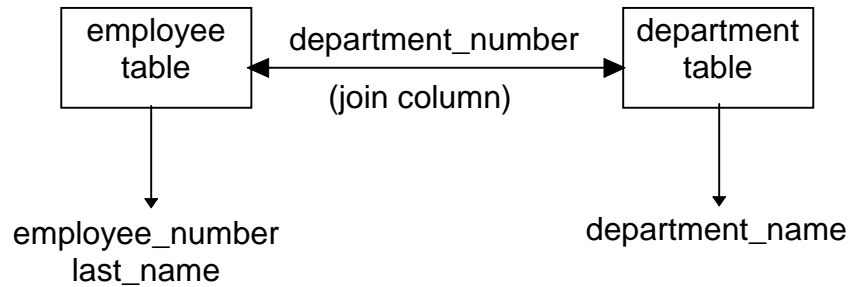 employee
table
department_number
(join column)
department
table
employee_number
last_name
department_name